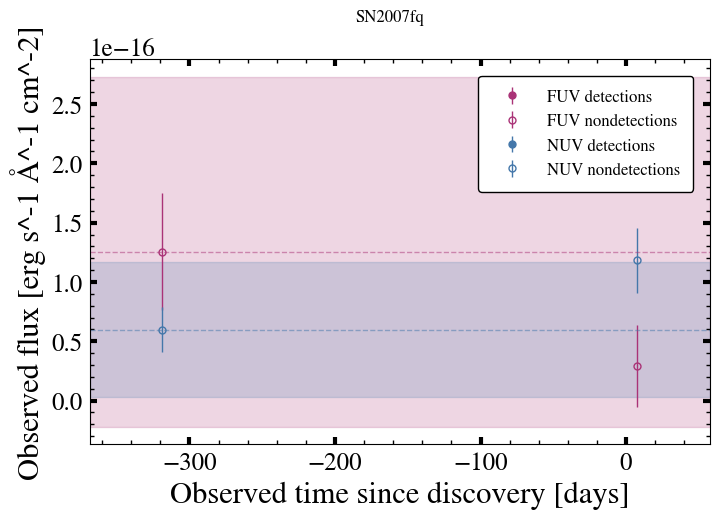 SN2007fq
1e−16
Observed flux [erg s^-1 Å^-1 cm^-2]
2.5
2.0
1.5
1.0
0.5
0.0
FUV detections
FUV nondetections
NUV detections
NUV nondetections
−300 −200 −100 0
Observed time since discovery [days]